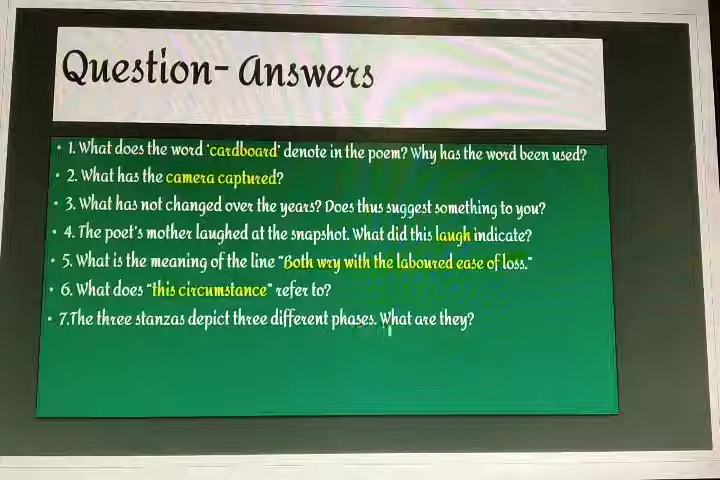 Question- Answers
• 1. What does the word 'cardboard' denote in the poem? Why has the word been used?
• 2. What has the camera captured?
• 3. What has not changed over the years? Does thus suggest something to you?
• 4. The poet's mother laughed at the snapshot. What did this laugh indicate?
• 5. What is the meaning of the line "Both wry with the laboured ease of loss."
• 6. What does "this circumstance" refer to?
• 7.The three stanzas depict three different phases. What are they?